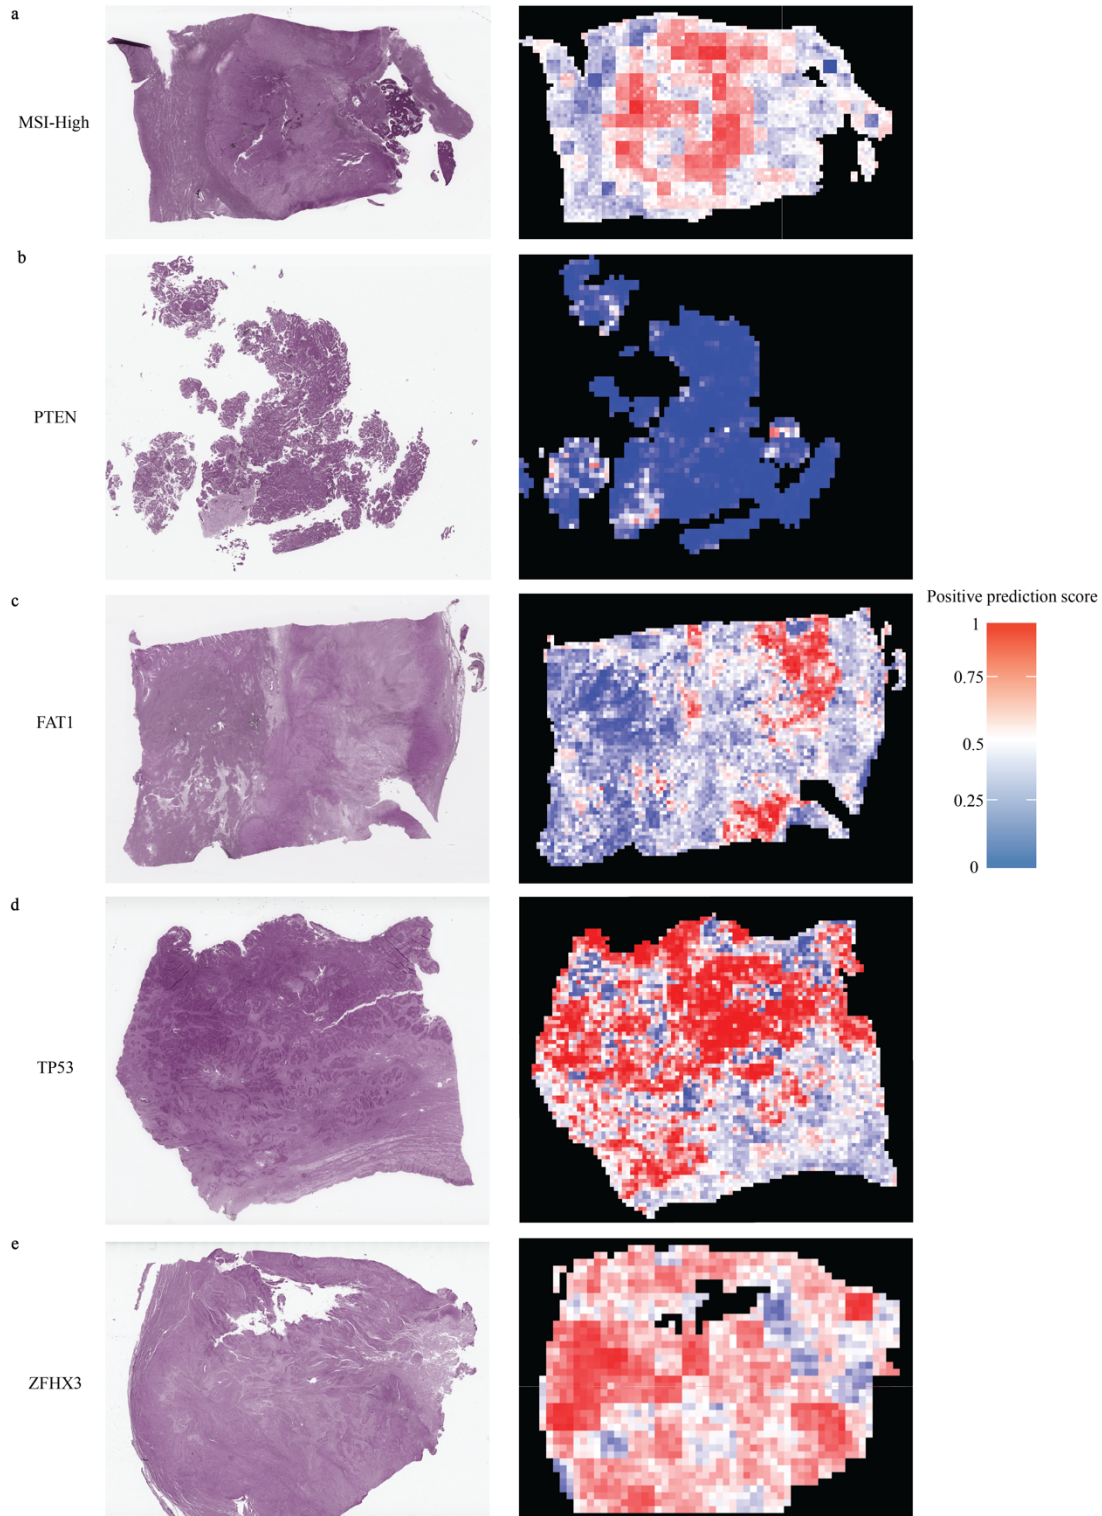 a
MSI-High
b
PTEN
c
FAT1
Positive prediction score
1
0.75
0.5
0.25
0
d
TP53
e
ZFHX3